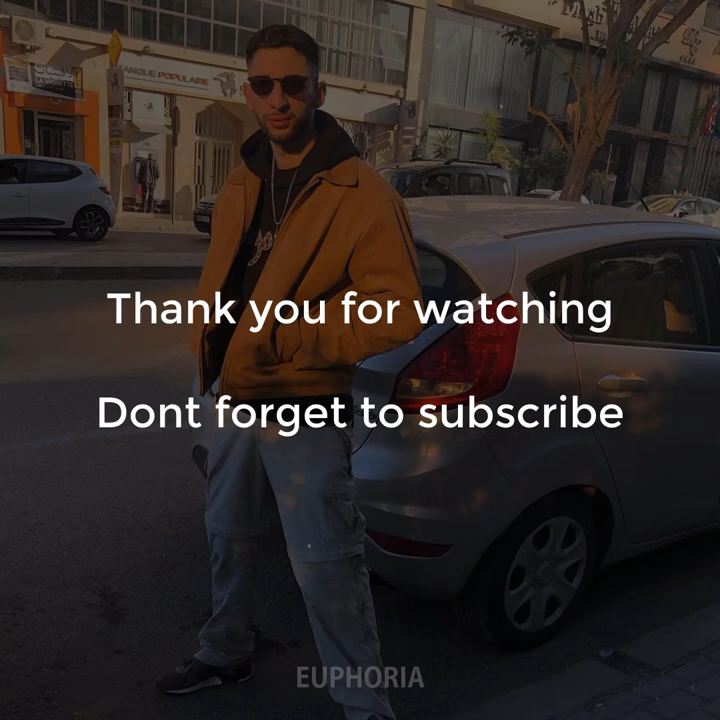 BANQUE POPULAIRE
Thank you for watching
Dont forget to subscribe
EUPHORIA